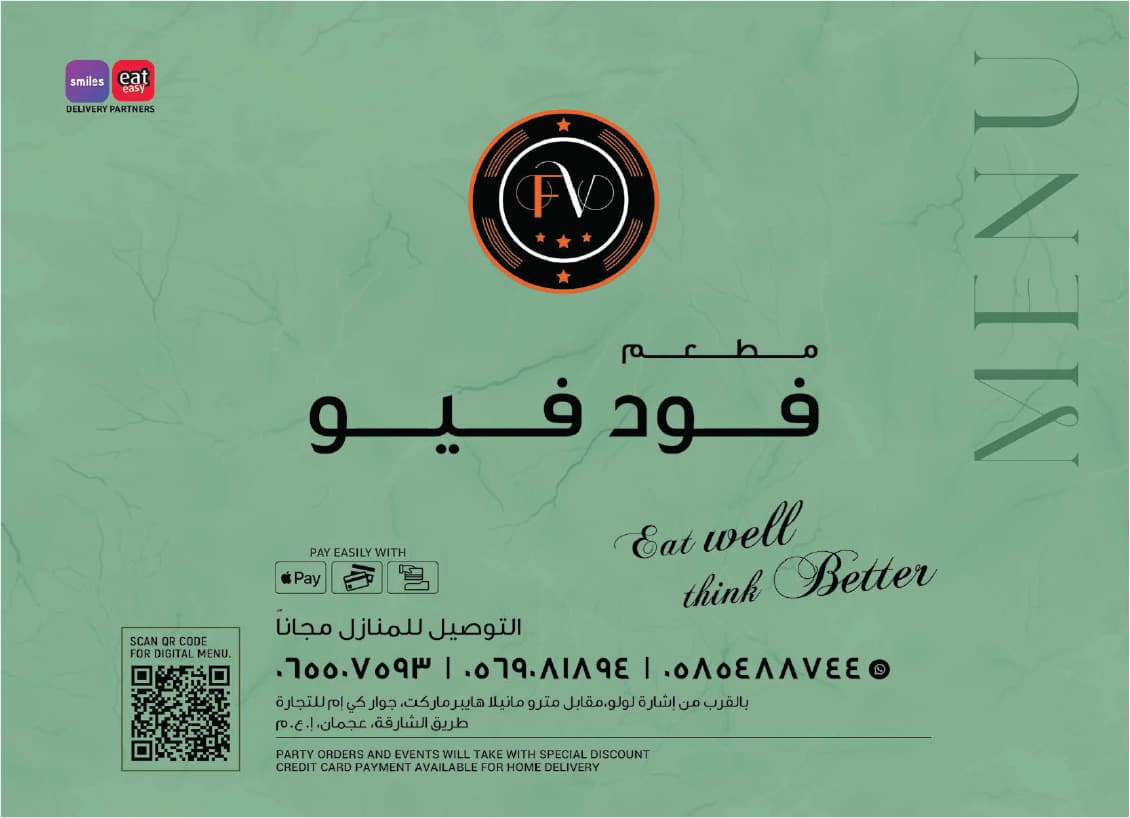 smiles
eat
easy
DELIVERY PARTNERS
MENU
FV
مطعم
فود فيو
Eat well
think Better
PAY EASILY WITH
Pay
التوصيل للمنازل مجاناً
٠٦٥٥٠٧٥٩٣ | ٠٥٦٩٠٨١٨٩٤ | ٠٥٨٥٤٨٨٧٤٤
بالقرب من إشارة لولو،مقابل مترو مانيلا هايبرماركت، جوار كي إم للتجارة
طريق الشارقة، عجمان، إ.ع.م
SCAN QR CODE
FOR DIGITAL MENU.
PARTY ORDERS AND EVENTS WILL TAKE WITH SPECIAL DISCOUNT
CREDIT CARD PAYMENT AVAILABLE FOR HOME DELIVERY